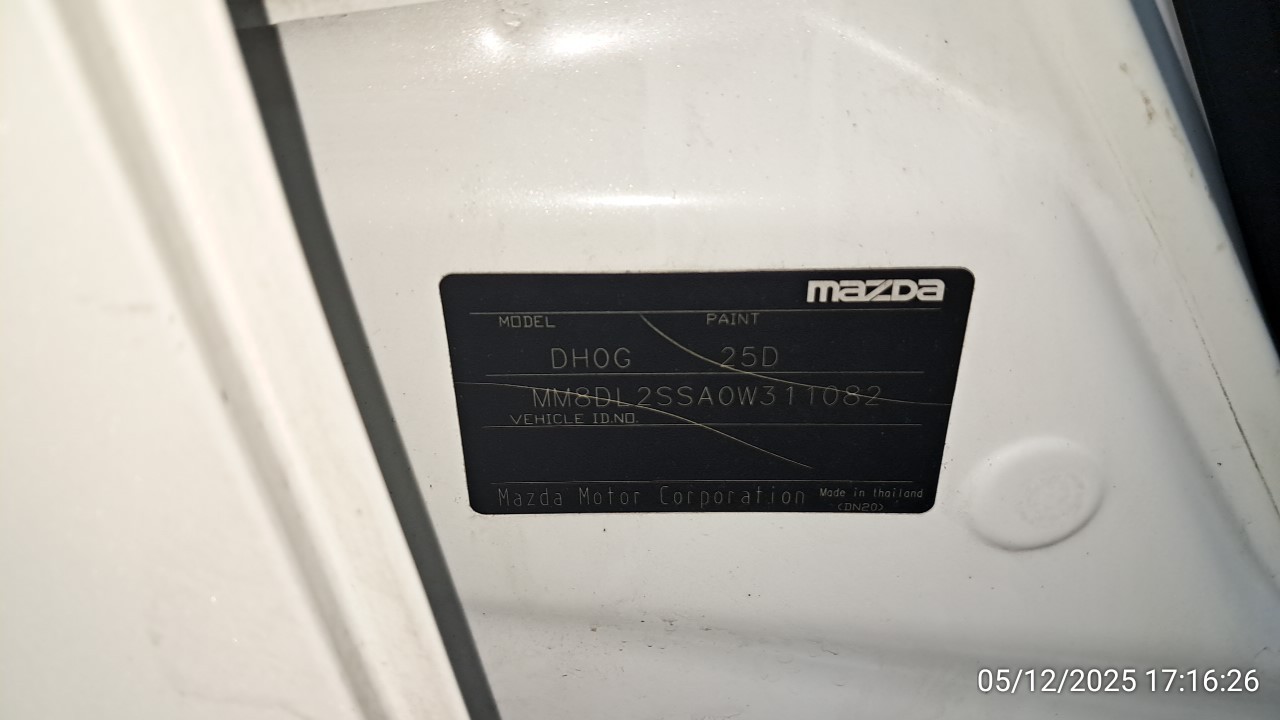 mazda
MODEL PAINT
DH0G 25D
MM8DL2SSA0W311082
VEHICLE ID.NO.
Mazda Motor Corporation Made in thailand
<DN20>
05/12/2025 17:16:26